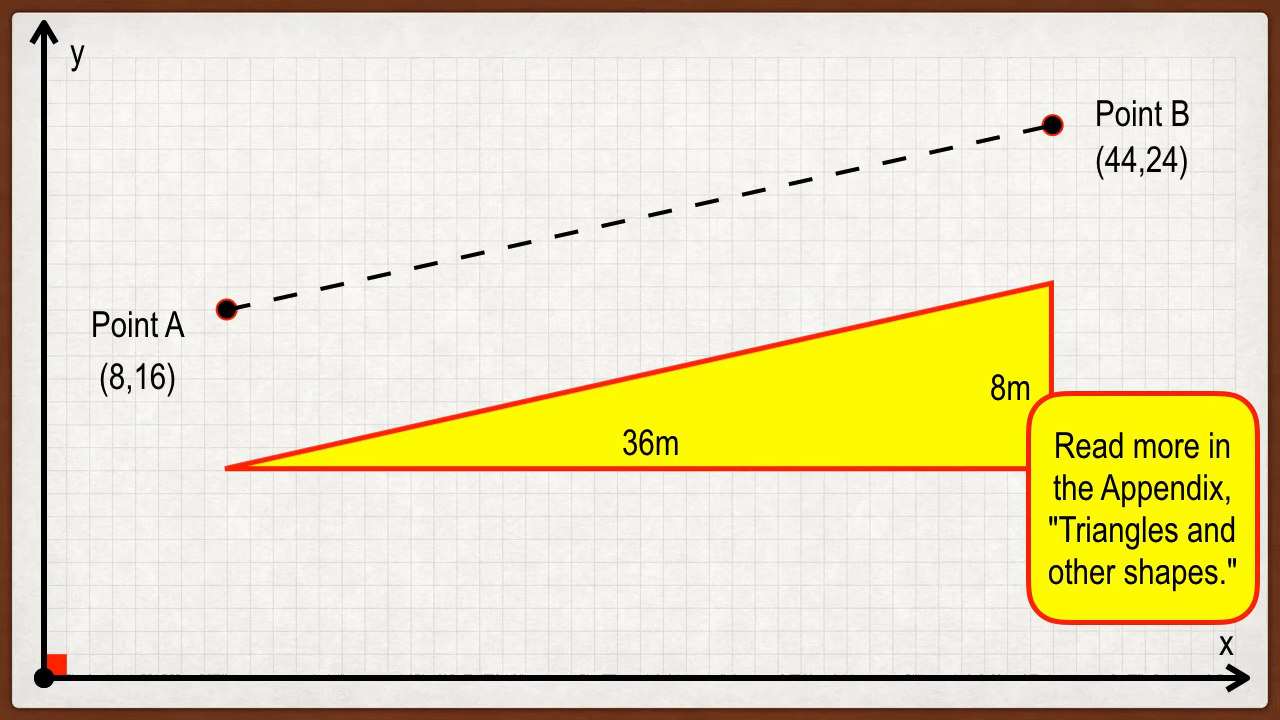 y
Point B
(44,24)
Point A
(8,16)
8m
36m
Read more in
the Appendix,
"Triangles and
other shapes."
x